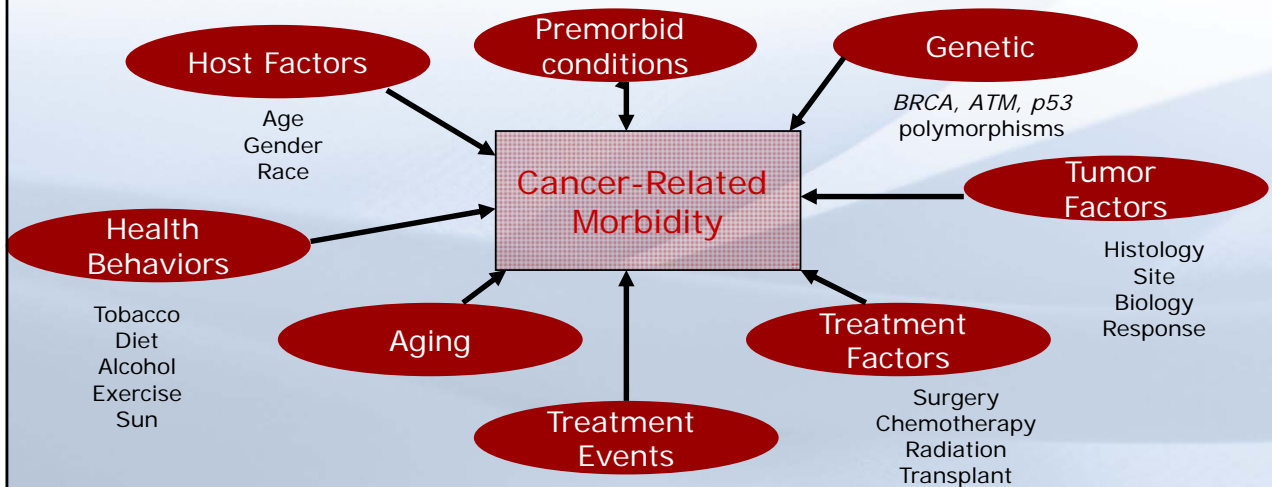 Premorbid
conditions
Host Factors
Age
Gender
Race
Genetic
BRCA, ATM, p53
polymorphisms
Cancer-Related
Morbidity
Tumor
Factors
Histology
Site
Biology
Response
Health
Behaviors
Tobacco
Diet
Alcohol
Exercise
Sun
Aging
Treatment
Events
Treatment
Factors
Surgery
Chemotherapy
Radiation
Transplant